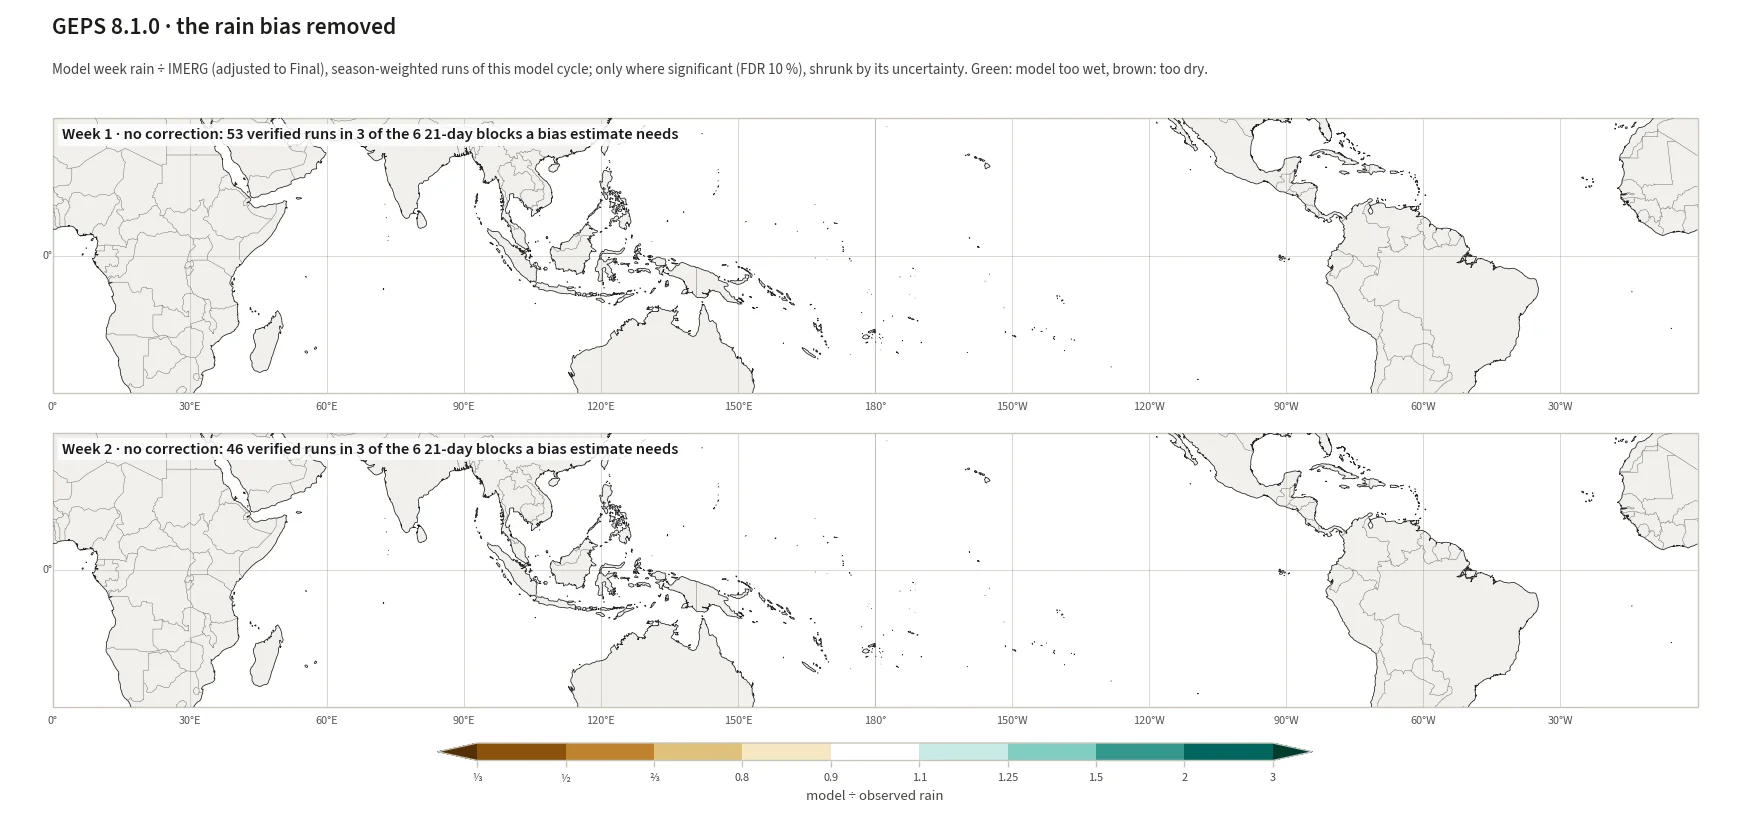 GEPS 8.1.0 · the rain bias removed
Model week rain ÷ IMERG (adjusted to Final), season-weighted runs of this model cycle; only where significant (FDR 10 %), shrunk by its uncertainty. Green: model too wet, brown: too dry.
Week 1 · no correction: 53 verified runs in 3 of the 6 21-day blocks a bias estimate needs
0°
0° 30°E 60°E 90°E 120°E 150°E 180° 150°W 120°W 90°W 60°W 30°W
Week 2 · no correction: 46 verified runs in 3 of the 6 21-day blocks a bias estimate needs
0°
0° 30°E 60°E 90°E 120°E 150°E 180° 150°W 120°W 90°W 60°W 30°W
⅓ ½ ⅔ 0.8 0.9 1.1 1.25 1.5 2 3
model ÷ observed rain